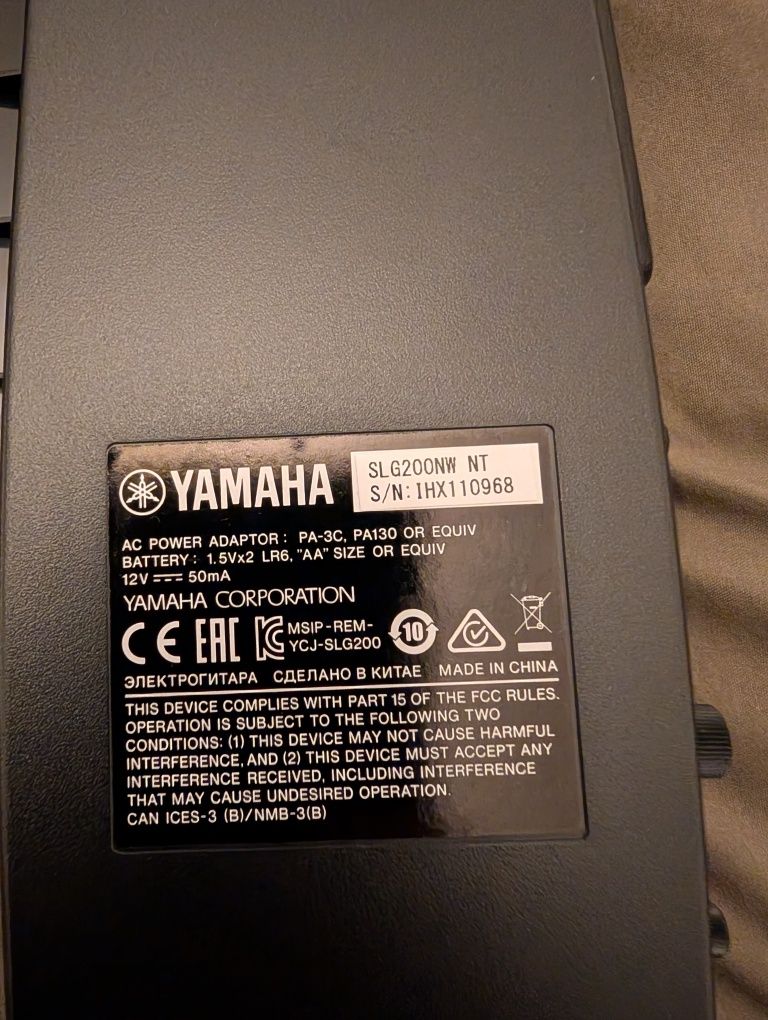 YAMAHA
SLG200NW NT
S/N: IHX110968
AC POWER ADAPTOR : PA-3C, PA130 OR EQUIV
BATTERY : 1.5Vx2 LR6, "AA" SIZE OR EQUIV
12V ⎓ 50mA
YAMAHA CORPORATION
CE EAC KC MSIP-REM-
YCJ-SLG200
10
ЭЛЕКТРОГИТАРА СДЕЛАНО В КИТАЕ MADE IN CHINA
THIS DEVICE COMPLIES WITH PART 15 OF THE FCC RULES.
OPERATION IS SUBJECT TO THE FOLLOWING TWO
CONDITIONS: (1) THIS DEVICE MAY NOT CAUSE HARMFUL
INTERFERENCE, AND (2) THIS DEVICE MUST ACCEPT ANY
INTERFERENCE RECEIVED, INCLUDING INTERFERENCE
THAT MAY CAUSE UNDESIRED OPERATION.
CAN ICES-3 (B)/NMB-3(B)